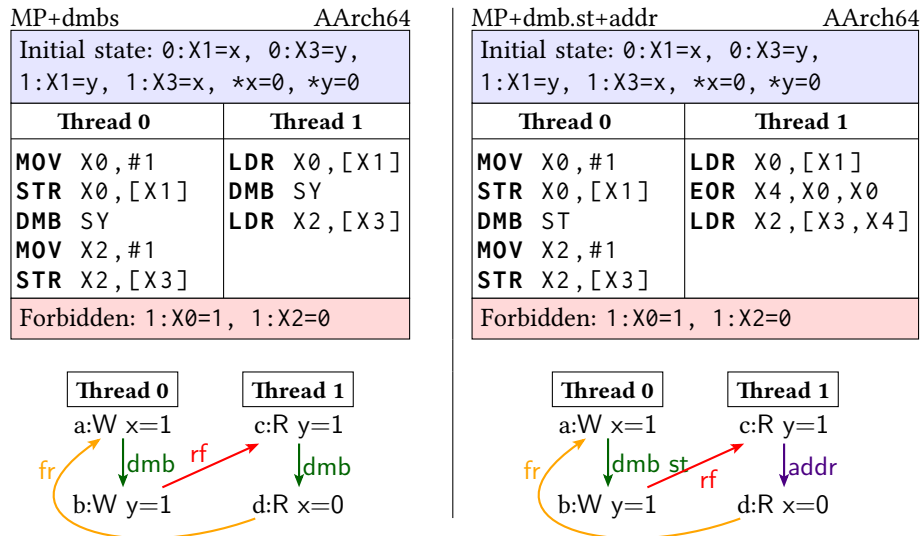 MP+dmbs AArch64
Initial state: 0:X1=x, 0:X3=y,
1:X1=y, 1:X3=x, *x=0, *y=0
Thread 0 Thread 1
MOV X0,#1 LDR X0,[X1]
STR X0,[X1] DMB SY
DMB SY LDR X2,[X3]
MOV X2,#1
STR X2,[X3]
Forbidden: 1:X0=1, 1:X2=0
Thread 0 Thread 1
a:W x=1 c:R y=1
fr dmb rf dmb
b:W y=1 d:R x=0
MP+dmb.st+addr AArch64
Initial state: 0:X1=x, 0:X3=y,
1:X1=y, 1:X3=x, *x=0, *y=0
Thread 0 Thread 1
MOV X0,#1 LDR X0,[X1]
STR X0,[X1] EOR X4,X0,X0
DMB ST LDR X2,[X3,X4]
MOV X2,#1
STR X2,[X3]
Forbidden: 1:X0=1, 1:X2=0
Thread 0 Thread 1
a:W x=1 c:R y=1
fr dmb st rf addr
b:W y=1 d:R x=0